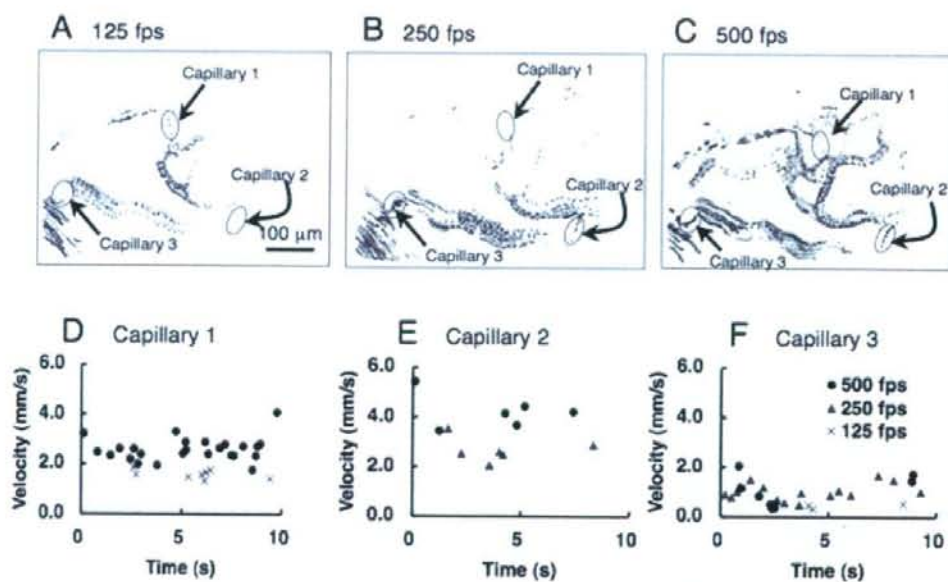 A 125 fps
Capillary 1
Capillary 2
Capillary 3
100 μm
B 250 fps
Capillary 1
Capillary 2
Capillary 3
C 500 fps
Capillary 1
Capillary 2
Capillary 3
D Capillary 1
Velocity (mm/s)
6.0
4.0
2.0
0.0
0
5
10
Time (s)
E Capillary 2
Velocity (mm/s)
6.0
4.0
2.0
0.0
0
5
10
Time (s)
F Capillary 3
Velocity (mm/s)
6.0
4.0
2.0
0.0
0
5
10
Time (s)
500 fps
250 fps
125 fps